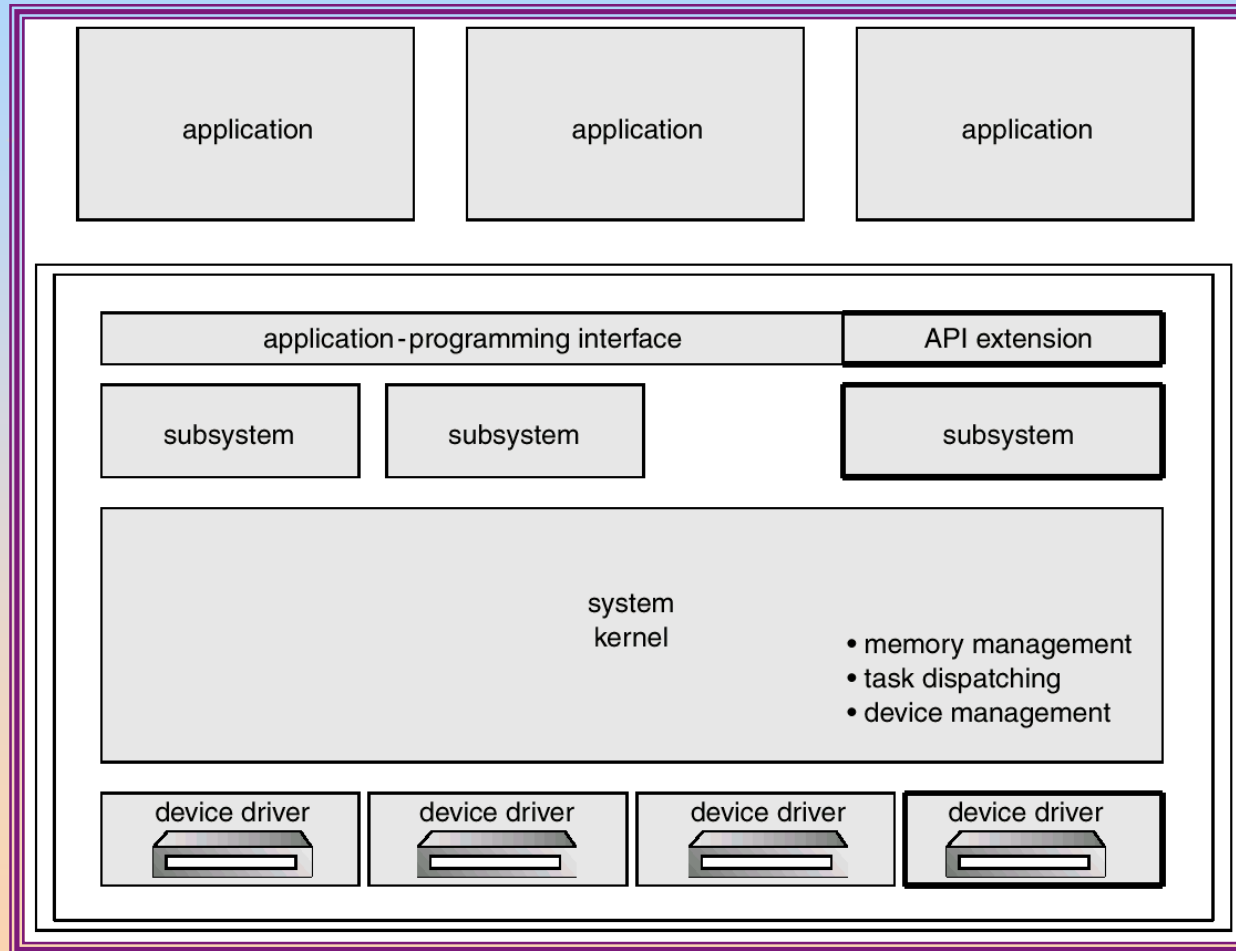 application
application
application
application-programming interface
API extension
subsystem
subsystem
subsystem
system
kernel
• memory management
• task dispatching
• device management
device driver
device driver
device driver
device driver